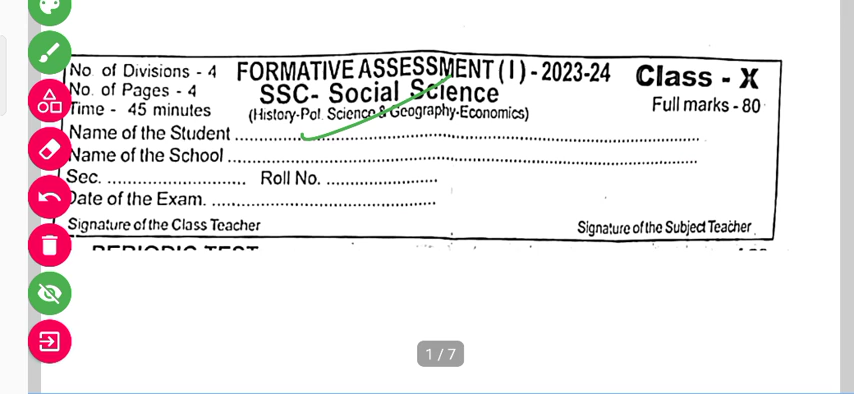 No. of Divisions - 4 FORMATIVE ASSESSMENT ( I ) - 2023-24 Class - X
No. of Pages - 4 SSC- Social Science
Time - 45 minutes (History-Pol. Science & Geography-Economics) Full marks - 80
Name of the Student
Name of the School
Sec. Roll No.
Date of the Exam.
Signature of the Class Teacher Signature of the Subject Teacher
PERIODIC TEST
1 / 7